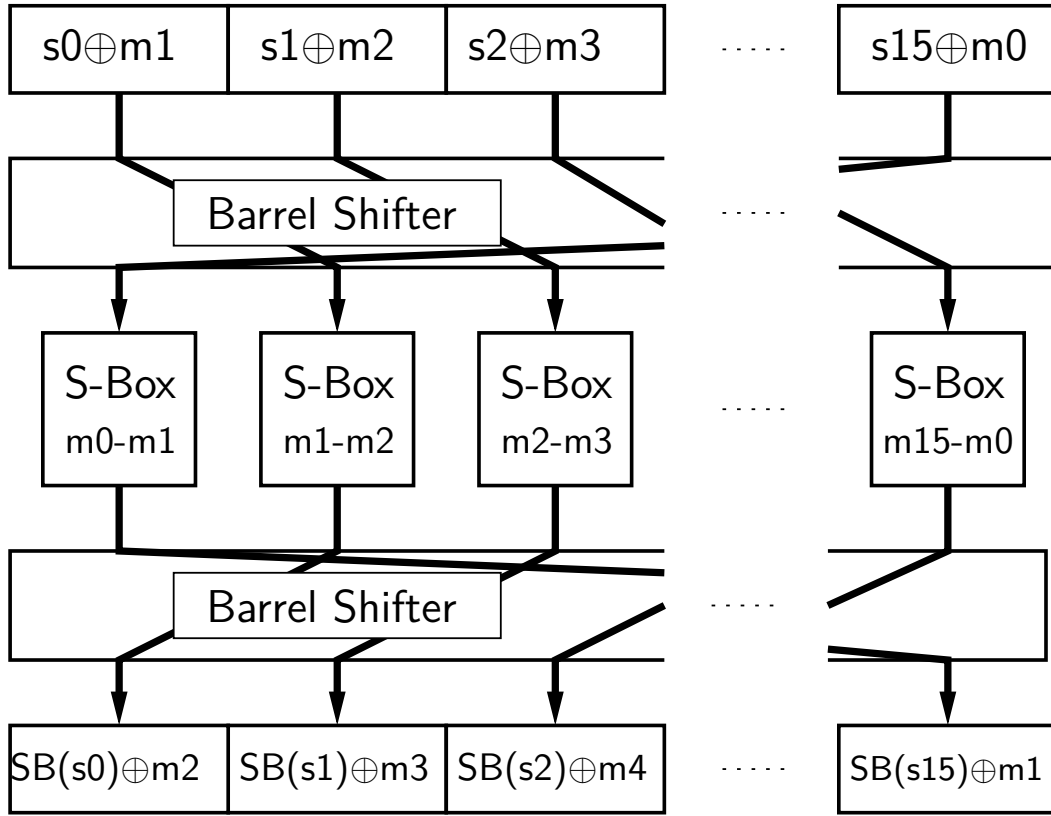 s0⊕m1 s1⊕m2 s2⊕m3 ..... s15⊕m0
Barrel Shifter .....
S-Box S-Box S-Box S-Box
m0-m1 m1-m2 m2-m3 ..... m15-m0
Barrel Shifter .....
SB(s0)⊕m2 SB(s1)⊕m3 SB(s2)⊕m4 ..... SB(s15)⊕m1